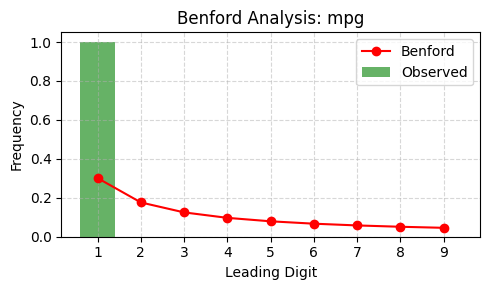 Benford Analysis: mpg
Benford
Observed
Frequency
1.0
0.8
0.6
0.4
0.2
0.0
1 2 3 4 5 6 7 8 9
Leading Digit